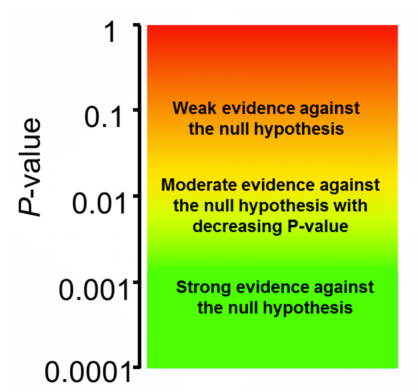 P-value
1
0.1
0.01
0.001
0.0001
Weak evidence against
the null hypothesis
Moderate evidence against
the null hypothesis with
decreasing P-value
Strong evidence against
the null hypothesis